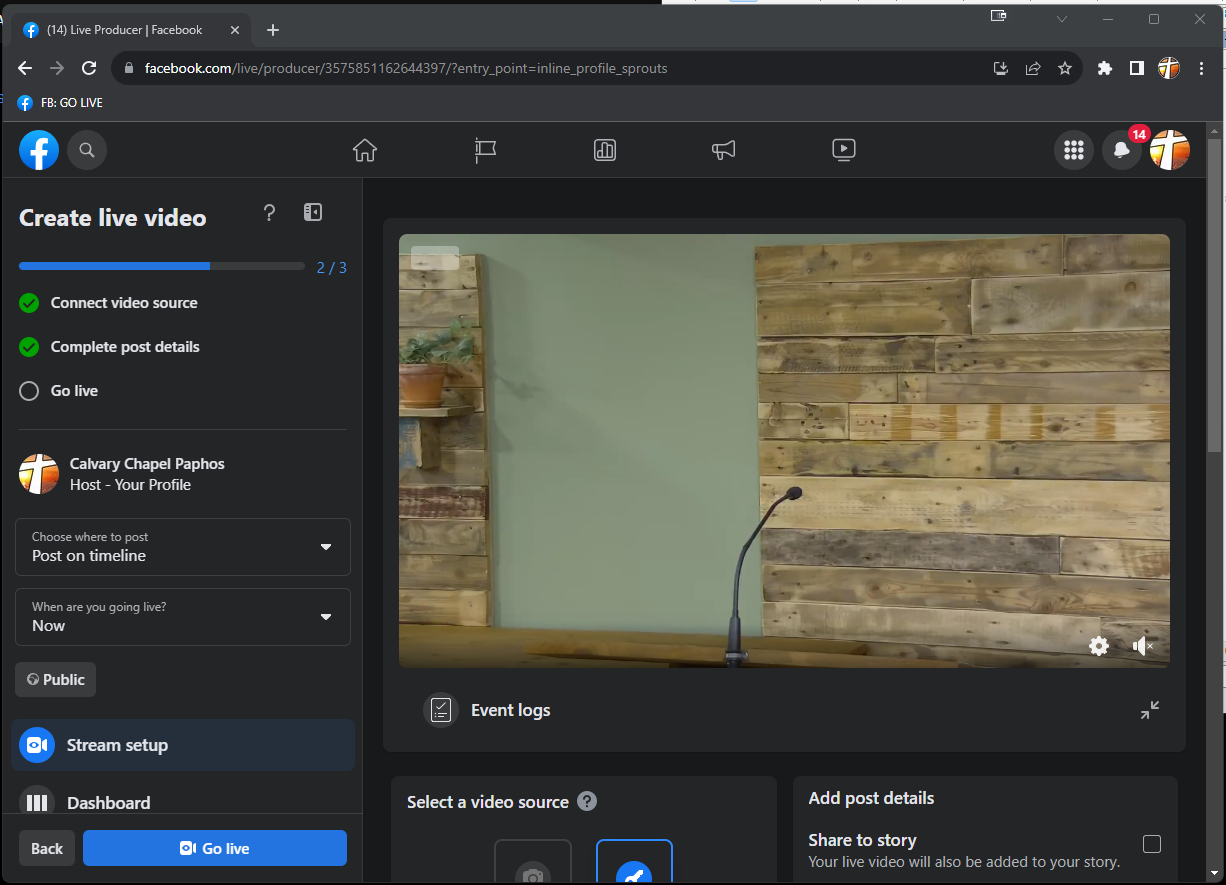 (14) Live Producer | Facebook
facebook.com/live/producer/3575851162644397/?entry_point=inline_profile_sprouts
FB: GO LIVE
14
Create live video
2 / 3
Connect video source
Complete post details
Go live
Calvary Chapel Paphos
Host - Your Profile
Choose where to post
Post on timeline
When are you going live?
Now
Public
Stream setup
Dashboard
Back
Go live
Event logs
Select a video source
Add post details
Share to story
Your live video will also be added to your story.